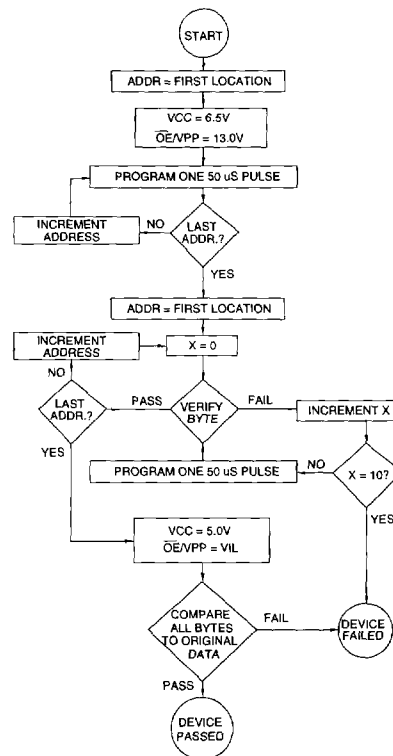 START
ADDR = FIRST LOCATION
VCC = 6.5V
OE/VPP = 13.0V
PROGRAM ONE 50 uS PULSE
INCREMENT
ADDRESS
NO
LAST
ADDR.?
YES
ADDR = FIRST LOCATION
INCREMENT
ADDRESS
X = 0
NO
LAST
ADDR.?
PASS
VERIFY
BYTE
FAIL
INCREMENT X
YES
PROGRAM ONE 50 uS PULSE
NO
X = 10?
YES
VCC = 5.0V
OE/VPP = VIL
COMPARE
ALL BYTES
TO ORIGINAL
DATA
FAIL
DEVICE
FAILED
PASS
DEVICE
PASSED